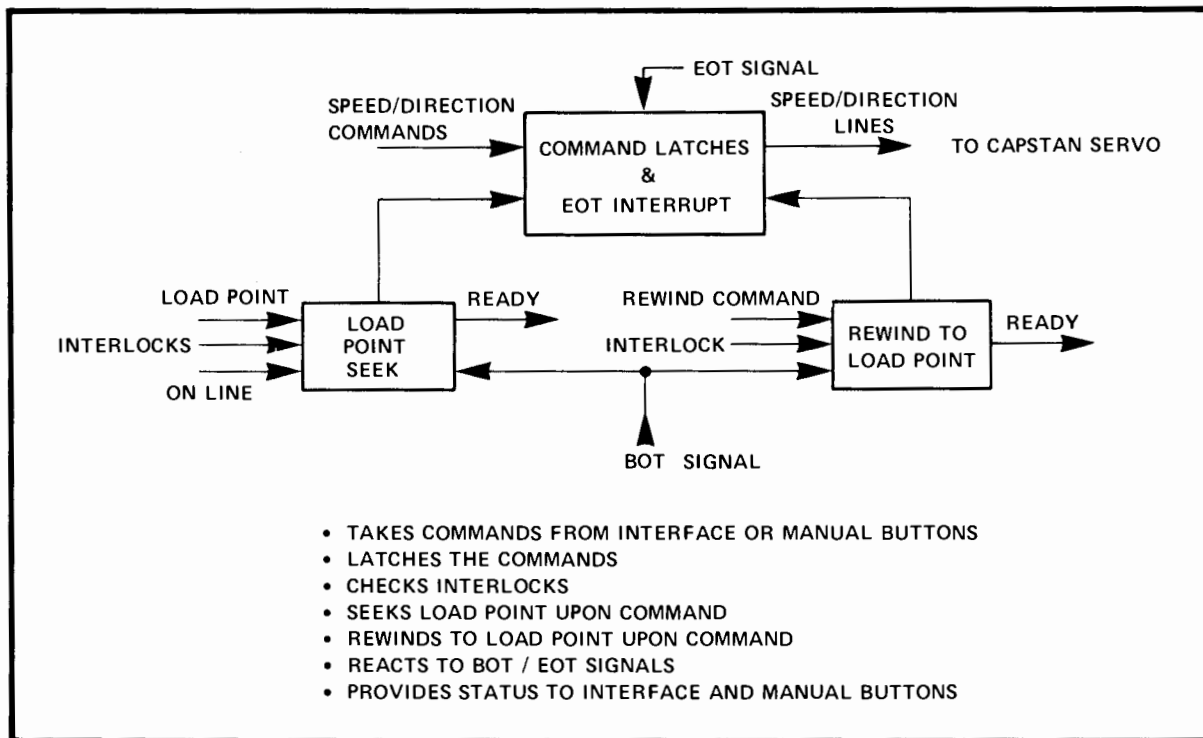 EOT SIGNAL
SPEED/DIRECTION
COMMANDS
SPEED/DIRECTION
LINES
COMMAND LATCHES
&
EOT INTERRUPT
TO CAPSTAN SERVO
LOAD POINT
INTERLOCKS
ON LINE
LOAD
POINT
SEEK
READY
REWIND COMMAND
INTERLOCK
REWIND TO
LOAD POINT
READY
BOT SIGNAL
• TAKES COMMANDS FROM INTERFACE OR MANUAL BUTTONS
• LATCHES THE COMMANDS
• CHECKS INTERLOCKS
• SEEKS LOAD POINT UPON COMMAND
• REWINDS TO LOAD POINT UPON COMMAND
• REACTS TO BOT / EOT SIGNALS
• PROVIDES STATUS TO INTERFACE AND MANUAL BUTTONS